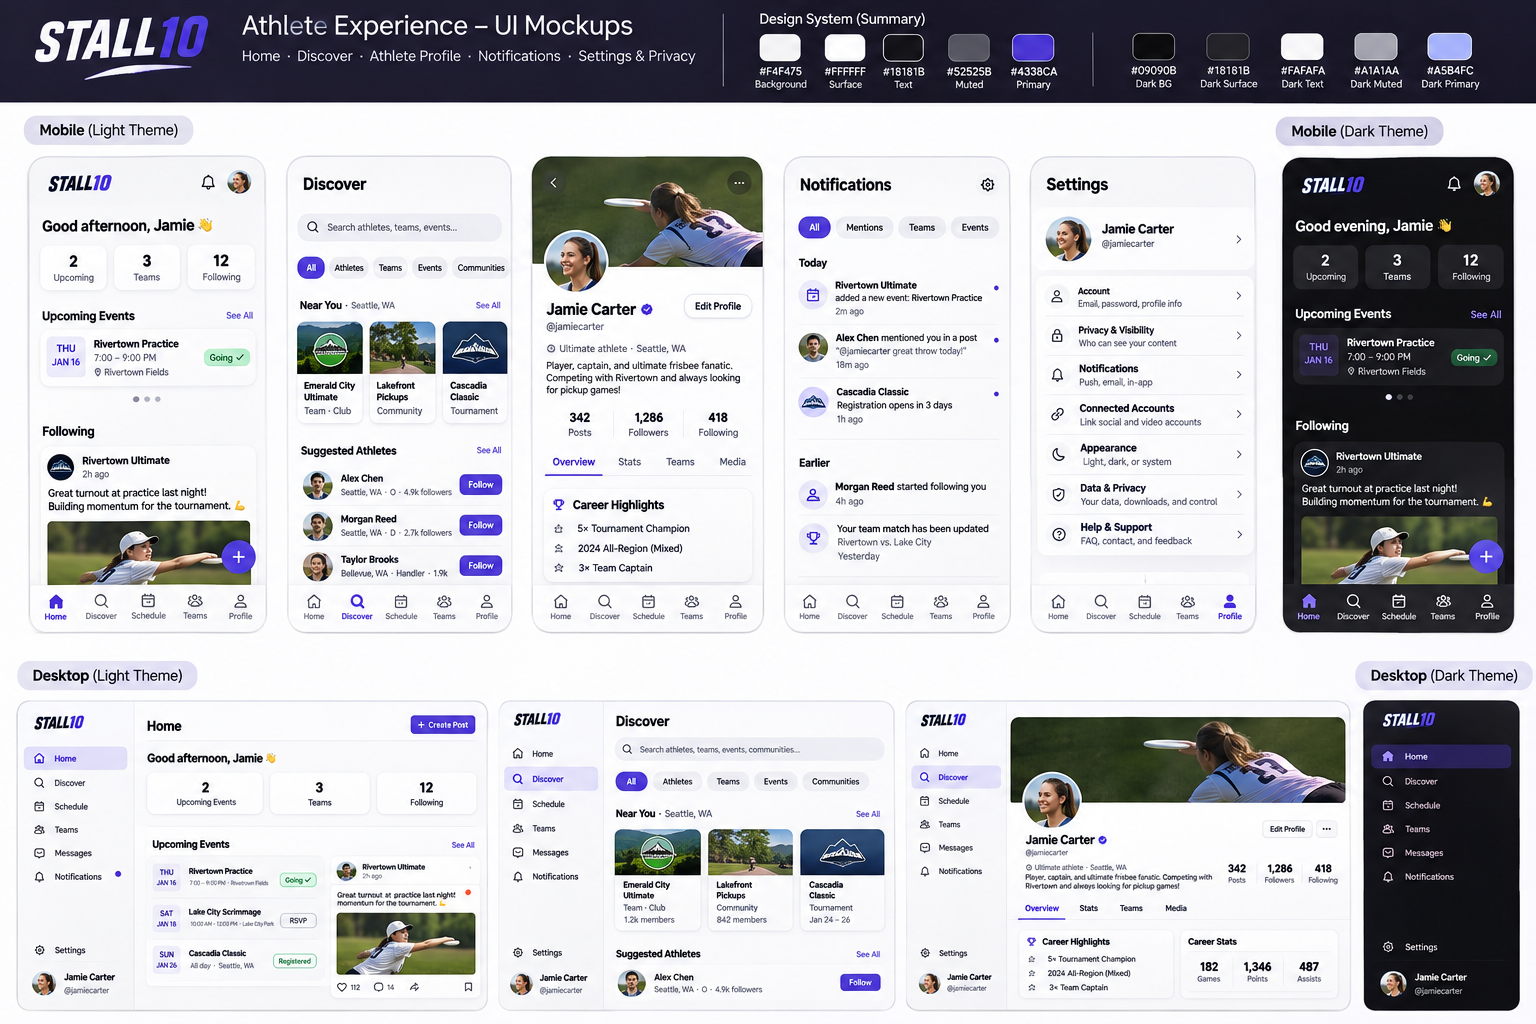 STALL10
Athlete Experience – UI Mockups
Home · Discover · Athlete Profile · Notifications · Settings & Privacy
Design System (Summary)
#F4F475
Background
#FFFFFF
Surface
#18181B
Text
#52525B
Muted
#4338CA
Primary
#09090B
Dark BG
#18181B
Dark Surface
#FAFAFA
Dark Text
#A1A1AA
Dark Muted
#A5B4FC
Dark Primary
Mobile (Light Theme)
Mobile (Dark Theme)
STALL10
Good afternoon, Jamie 👋
2
Upcoming
3
Teams
12
Following
Upcoming Events
See All
THU
JAN 16
Rivertown Practice
7:00 – 9:00 PM
Rivertown Fields
Going ✓
Following
Rivertown Ultimate
2h ago
Great turnout at practice last night!
Building momentum for the tournament. 💪
+
Home
Discover
Schedule
Teams
Profile
Discover
Search athletes, teams, events...
All
Athletes
Teams
Events
Communities
Near You · Seattle, WA
See All
Emerald City
Ultimate
Team · Club
Lakefront
Pickups
Community
Cascadia
Classic
Tournament
Suggested Athletes
See All
Alex Chen
Seattle, WA · O · 4.9k followers
Follow
Morgan Reed
Seattle, WA · D · 2.7k followers
Follow
Taylor Brooks
Bellevue, WA · Handler · 1.9k
Follow
Home
Discover
Schedule
Teams
Profile
Jamie Carter
@jamiecarter
Edit Profile
Ultimate athlete · Seattle, WA
Player, captain, and ultimate frisbee fanatic.
Competing with Rivertown and always looking
for pickup games!
342
Posts
1,286
Followers
418
Following
Overview
Stats
Teams
Media
Career Highlights
5× Tournament Champion
2024 All-Region (Mixed)
3× Team Captain
Home
Discover
Schedule
Teams
Profile
Notifications
All
Mentions
Teams
Events
Today
Rivertown Ultimate
added a new event: Rivertown Practice
2m ago
Alex Chen mentioned you in a post
"@jamiecarter great throw today!"
18m ago
Cascadia Classic
Registration opens in 3 days
1h ago
Earlier
Morgan Reed started following you
4h ago
Your team match has been updated
Rivertown vs. Lake City
Yesterday
Home
Discover
Schedule
Teams
Profile
Settings
Jamie Carter
@jamiecarter
Account
Email, password, profile info
Privacy & Visibility
Who can see your content
Notifications
Push, email, in-app
Connected Accounts
Link social and video accounts
Appearance
Light, dark, or system
Data & Privacy
Your data, downloads, and control
Help & Support
FAQ, contact, and feedback
Home
Discover
Schedule
Teams
Profile
STALL10
Good evening, Jamie 👋
2
Upcoming
3
Teams
12
Following
Upcoming Events
See All
THU
JAN 16
Rivertown Practice
7:00 – 9:00 PM
Rivertown Fields
Going ✓
Following
Rivertown Ultimate
2h ago
Great turnout at practice last night!
Building momentum for the tournament. 💪
+
Home
Discover
Schedule
Teams
Profile
Desktop (Light Theme)
Desktop (Dark Theme)
STALL10
Home
Discover
Schedule
Teams
Messages
Notifications
Settings
Jamie Carter
@jamiecarter
Home
+ Create Post
Good afternoon, Jamie 👋
2
Upcoming Events
3
Teams
12
Following
Upcoming Events
See All
THU
JAN 16
Rivertown Practice
7:00 – 9:00 PM · Rivertown Fields
Going ✓
SAT
JAN 16
Lake City Scrimmage
10:00 AM – 12:00 PM · Lake City Park
RSVP
SUN
JAN 26
Cascadia Classic
All day · Seattle, WA
Registered
Rivertown Ultimate
2h ago
Great turnout at practice last night!
momentum for the tournament. 💪
112
14
STALL10
Home
Discover
Schedule
Teams
Messages
Notifications
Settings
Jamie Carter
@jamiecarter
Discover
Search athletes, teams, events, communities...
All
Athletes
Teams
Events
Communities
Near You · Seattle, WA
See All
Emerald City
Ultimate
Team · Club
1.2k members
Lakefront
Pickups
Community
842 members
Cascadia
Classic
Tournament
Jan 24 – 26
Suggested Athletes
See All
Alex Chen
Seattle, WA · O · 4.9k followers
Follow
STALL10
Home
Discover
Schedule
Teams
Messages
Notifications
Settings
Jamie Carter
@jamiecarter
Jamie Carter
@jamiecarter
Edit Profile
Ultimate athlete · Seattle, WA
Player, captain, and ultimate frisbee fanatic. Competing with
Rivertown and always looking for pickup games!
342
Posts
1,286
Followers
418
Following
Overview
Stats
Teams
Media
Career Highlights
5× Tournament Champion
2024 All-Region (Mixed)
3× Team Captain
Career Stats
182
Games
1,346
Points
487
Assists
STALL10
Home
Discover
Schedule
Teams
Messages
Notifications
Settings
Jamie Carter
@jamiecarter